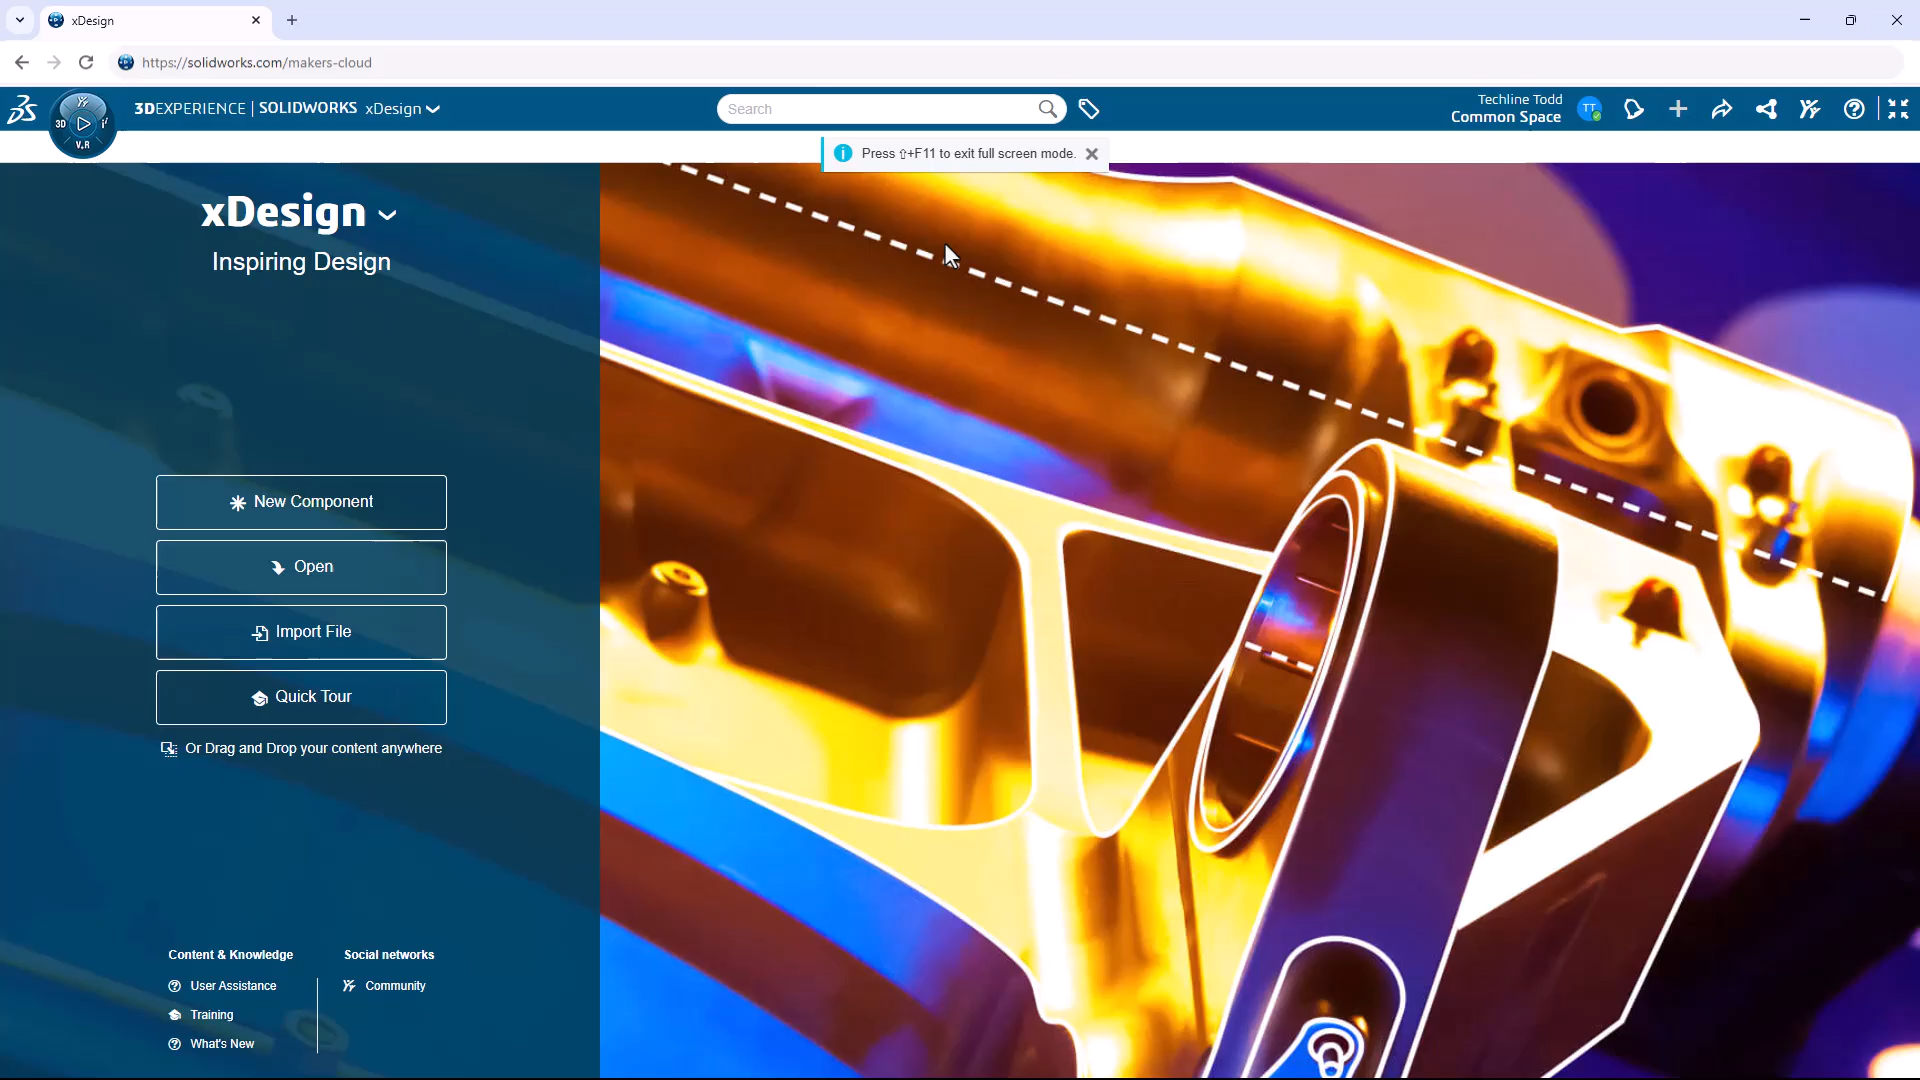 xDesign
https://solidworks.com/makers-cloud
3DEXPERIENCE | SOLIDWORKS xDesign
Search
Techline Todd
Common Space
TT
3D
V.R
Press ⇧+F11 to exit full screen mode.
xDesign
Inspiring Design
New Component
Open
Import File
Quick Tour
Or Drag and Drop your content anywhere
Content & Knowledge
Social networks
User Assistance
Community
Training
What's New